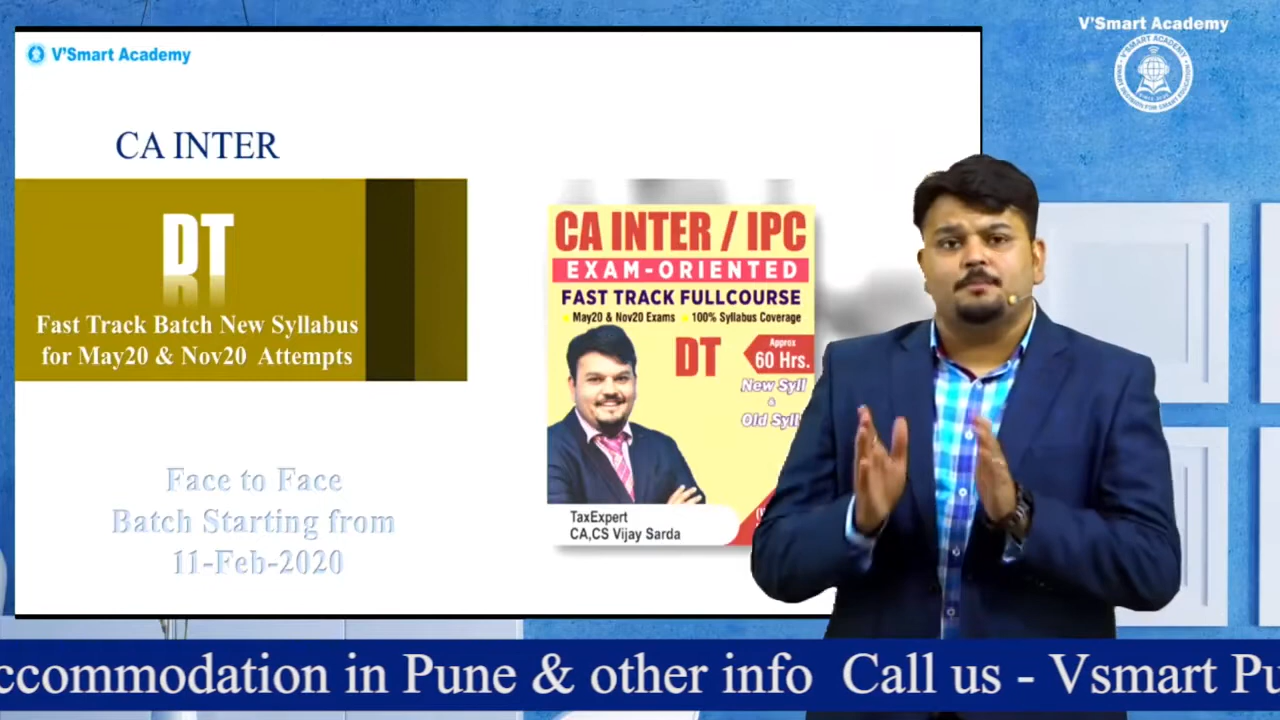 V'Smart Academy
V'Smart Academy
CA INTER
DT
Fast Track Batch New Syllabus
for May20 & Nov20 Attempts
Face to Face
Batch Starting from
11-Feb-2020
CA INTER / IPC
EXAM-ORIENTED
FAST TRACK FULLCOURSE
May20 & Nov20 Exams 100% Syllabus Coverage
DT
Approx
60 Hrs.
New Syll
&
Old Syll
TaxExpert
CA,CS Vijay Sarda
ccommodation in Pune & other info Call us - Vsmart Pu